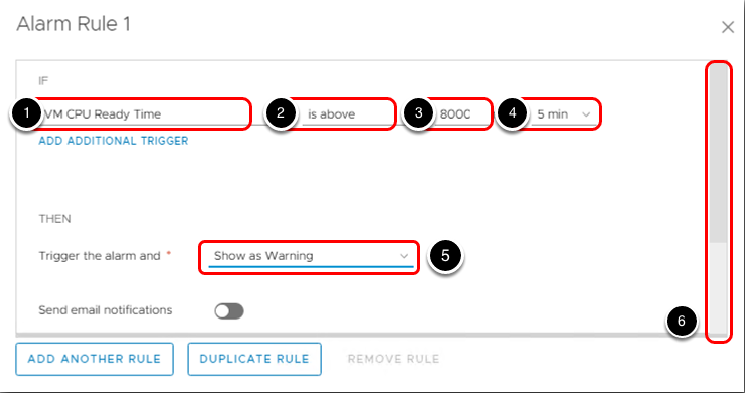 Alarm Rule 1
IF
1 VM CPU Ready Time 2 is above 3 8000 4 5 min
ADD ADDITIONAL TRIGGER
THEN
Trigger the alarm and * Show as Warning 5
Send email notifications
6
ADD ANOTHER RULE DUPLICATE RULE REMOVE RULE